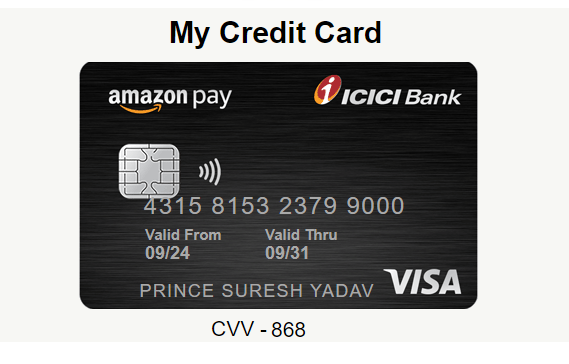 My Credit Card
amazon pay
ICICI Bank
4315 8153 2379 9000
Valid From Valid Thru
09/24 09/31
PRINCE SURESH YADAV
VISA
CVV - 868